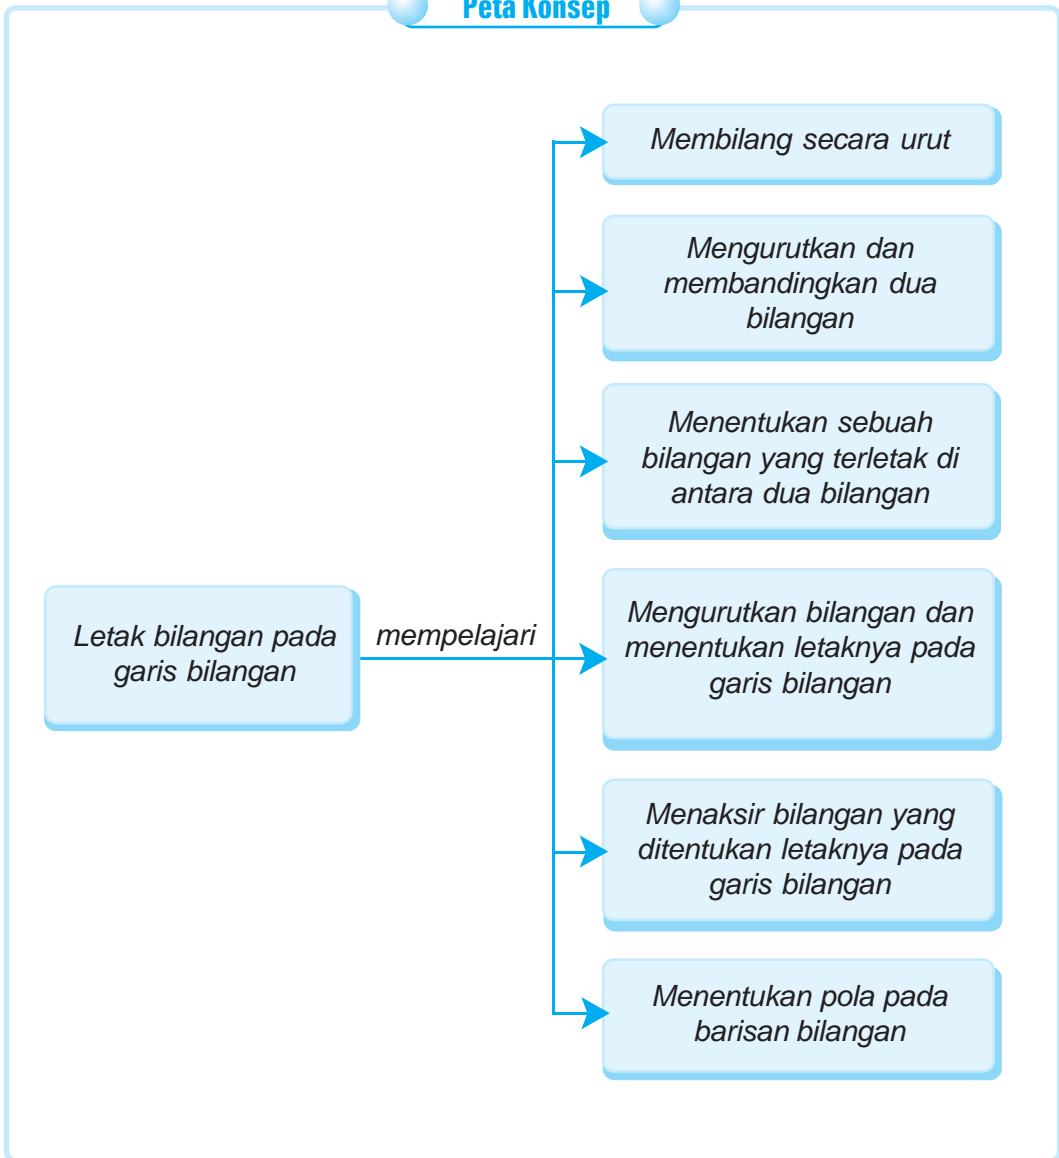 Peta Konsep
Membilang secara urut
Mengurutkan dan
membandingkan dua
bilangan
Menentukan sebuah
bilangan yang terletak di
antara dua bilangan
Letak bilangan pada
garis bilangan
mempelajari
Mengurutkan bilangan dan
menentukan letaknya pada
garis bilangan
Menaksir bilangan yang
ditentukan letaknya pada
garis bilangan
Menentukan pola pada
barisan bilangan